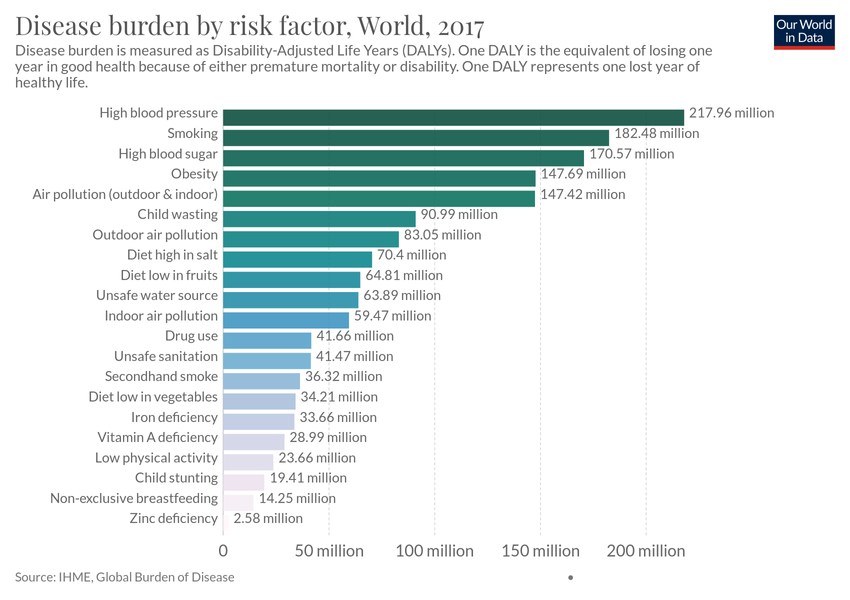 Disease burden by risk factor, World, 2017
Our World
in Data
Disease burden is measured as Disability-Adjusted Life Years (DALYs). One DALY is the equivalent of losing one
year in good health because of either premature mortality or disability. One DALY represents one lost year of
healthy life.
High blood pressure 217.96 million
Smoking 182.48 million
High blood sugar 170.57 million
Obesity 147.69 million
Air pollution (outdoor & indoor) 147.42 million
Child wasting 90.99 million
Outdoor air pollution 83.05 million
Diet high in salt 70.4 million
Diet low in fruits 64.81 million
Unsafe water source 63.89 million
Indoor air pollution 59.47 million
Drug use 41.66 million
Unsafe sanitation 41.47 million
Secondhand smoke 36.32 million
Diet low in vegetables 34.21 million
Iron deficiency 33.66 million
Vitamin A deficiency 28.99 million
Low physical activity 23.66 million
Child stunting 19.41 million
Non-exclusive breastfeeding 14.25 million
Zinc deficiency 2.58 million
0 50 million 100 million 150 million 200 million
Source: IHME, Global Burden of Disease •